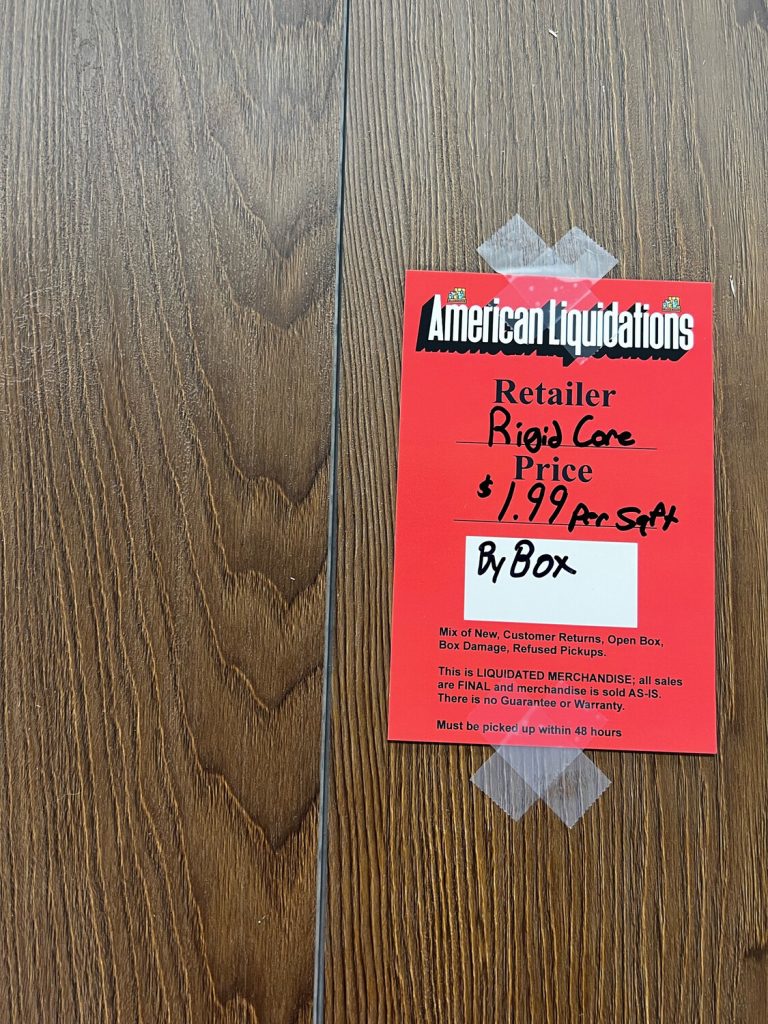 American Liquidations
Retailer
Rigid Core
Price
$1.99 Per Sqft
By Box
Mix of New, Customer Returns, Open Box,
Box Damage, Refused Pickups.
This is LIQUIDATED MERCHANDISE; all sales
are FINAL and merchandise is sold AS-IS.
There is no Guarantee or Warranty.
Must be picked up within 48 hours